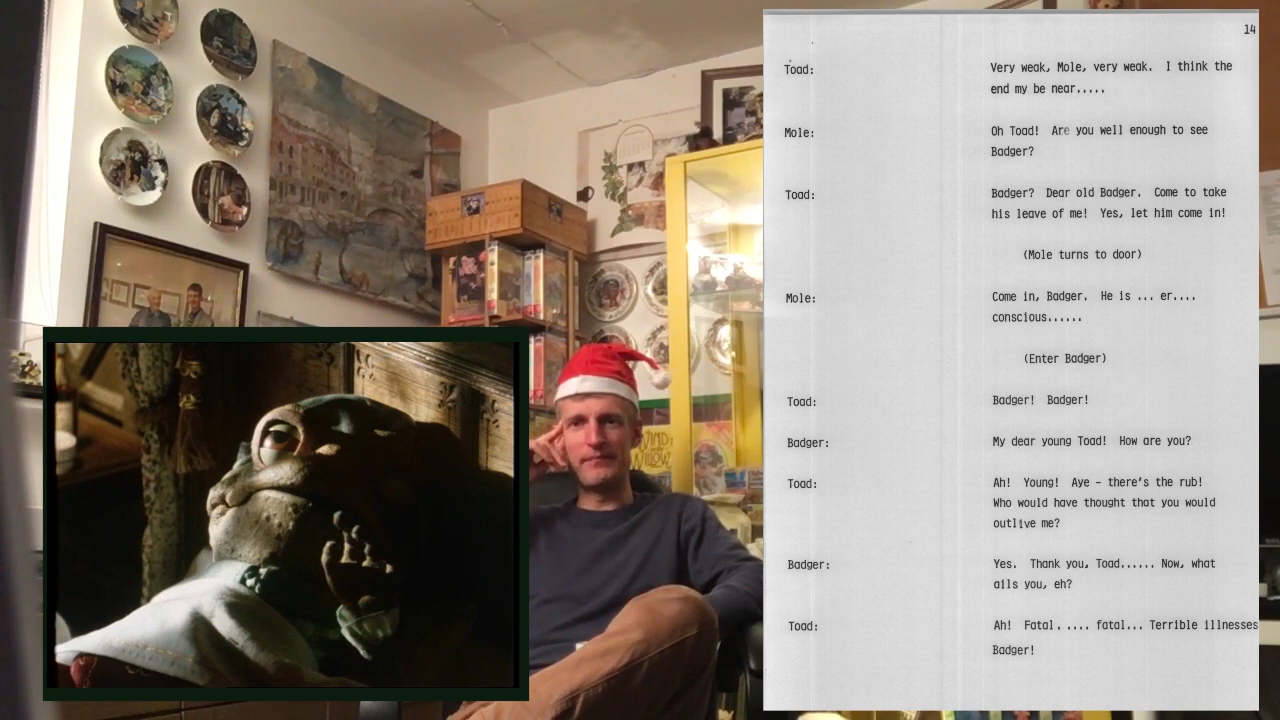 14
Toad: Very weak, Mole, very weak. I think the
end my be near.....
Mole: Oh Toad! Are you well enough to see
Badger?
Toad: Badger? Dear old Badger. Come to take
his leave of me! Yes, let him come in!
(Mole turns to door)
Mole: Come in, Badger. He is ... er....
conscious......
(Enter Badger)
Toad: Badger! Badger!
Badger: My dear young Toad! How are you?
Toad: Ah! Young! Aye - there's the rub!
Who would have thought that you would
outlive me?
Badger: Yes. Thank you, Toad...... Now, what
ails you, eh?
Toad: Ah! Fatal. .... fatal... Terrible illnesses
Badger!
WIND
WILLOW